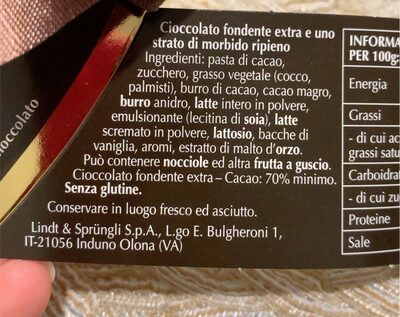 Cioccolato fondente extra e uno
strato di morbido ripieno
Ingredienti: pasta di cacao,
zucchero, grasso vegetale (cocco,
palmisti), burro di cacao, cacao magro,
burro anidro, latte intero in polvere,
emulsionante (lecitina di soia), latte
scremato in polvere, lattosio, bacche di
vaniglia, aromi, estratto di malto d'orzo.
Può contenere nocciole ed altra frutta a guscio.
Cioccolato fondente extra – Cacao: 70% minimo.
Senza glutine.
Conservare in luogo fresco ed asciutto.
Lindt & Sprüngli S.p.A., L.go E. Bulgheroni 1,
IT-21056 Induno Olona (VA)
INFORMA
PER 100g:
Energia
Grassi
- di cui ac
grassi satu
Carboidrat
- di cui zu
Proteine
Sale
ioccolato